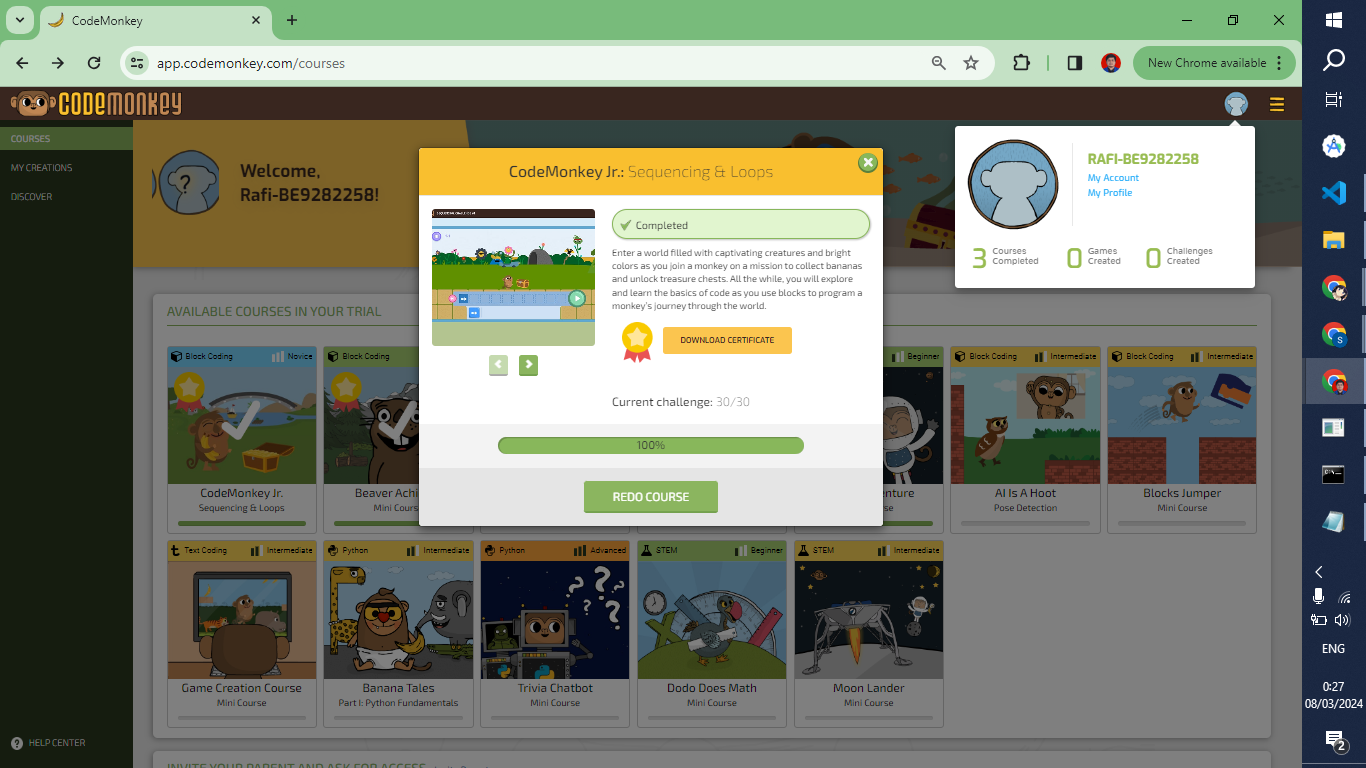 CodeMonkey
app.codemonkey.com/courses
New Chrome available
CODEMONKEY
COURSES
MY CREATIONS
DISCOVER
HELP CENTER
Welcome,
Rafi-BE9282258!
RAFI-BE9282258
My Account
My Profile
3 Courses Completed
0 Games Created
0 Challenges Created
CodeMonkey Jr.: Sequencing & Loops
Completed
Enter a world filled with captivating creatures and bright
colors as you join a monkey on a mission to collect bananas
and unlock treasure chests. All the while, you will explore
and learn the basics of code as you use blocks to program a
monkey's journey through the world.
DOWNLOAD CERTIFICATE
Current challenge: 30/30
100%
REDO COURSE
AVAILABLE COURSES IN YOUR TRIAL
Block Coding Novice
CodeMonkey Jr.
Sequencing & Loops
Block Coding
Beaver Achi
Mini Cours
Beginner
enture
rse
Block Coding Intermediate
AI Is A Hoot
Pose Detection
Block Coding Intermediate
Blocks Jumper
Mini Course
Text Coding Intermediate
Game Creation Course
Mini Course
Python Intermediate
Banana Tales
Part I: Python Fundamentals
Python Advanced
Trivia Chatbot
Mini Course
STEM Beginner
Dodo Does Math
Mini Course
STEM Intermediate
Moon Lander
Mini Course
INVITE YOUR PARENT AND ASK FOR ACCESS
ENG
0:27
08/03/2024
2